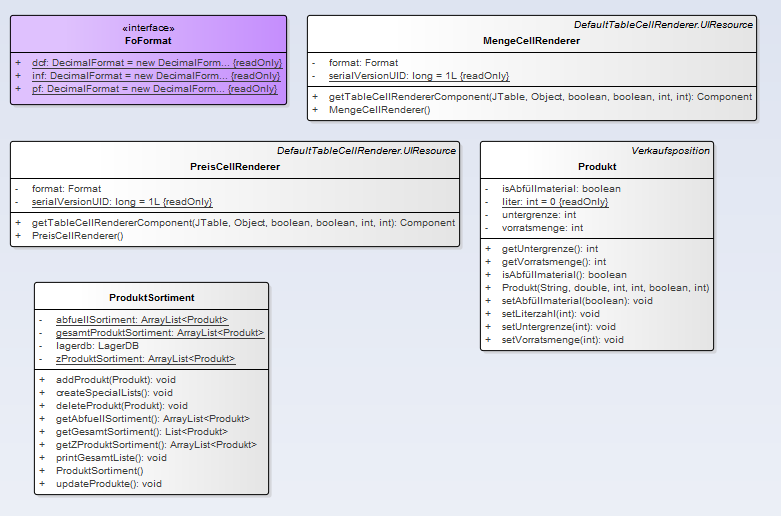 «interface»
FoFormat
+ dcf: DecimalFormat = new DecimalForm... {readOnly}
+ inf: DecimalFormat = new DecimalForm... {readOnly}
+ pf: DecimalFormat = new DecimalForm... {readOnly}
DefaultTableCellRenderer.UIResource
MengeCellRenderer
- format: Format
- serialVersionUID: long = 1L {readOnly}
+ getTableCellRendererComponent(JTable, Object, boolean, boolean, int, int): Component
+ MengeCellRenderer()
DefaultTableCellRenderer.UIResource
PreisCellRenderer
- format: Format
- serialVersionUID: long = 1L {readOnly}
+ getTableCellRendererComponent(JTable, Object, boolean, boolean, int, int): Component
+ PreisCellRenderer()
Verkaufsposition
Produkt
- isAbfüllmaterial: boolean
- liter: int = 0 {readOnly}
- untergrenze: int
- vorratsmenge: int
+ getUntergrenze(): int
+ getVorratsmenge(): int
+ isAbfüllmaterial(): boolean
+ Produkt(String, double, int, int, boolean, int)
+ setAbfüllmaterial(boolean): void
+ setLiterzahl(int): void
+ setUntergrenze(int): void
+ setVorratsmenge(int): void
ProduktSortiment
- abfuellSortiment: ArrayList<Produkt>
- gesamtProduktSortiment: ArrayList<Produkt>
- lagerdb: LagerDB
- zProduktSortiment: ArrayList<Produkt>
+ addProdukt(Produkt): void
+ createSpecialLists(): void
+ deleteProdukt(Produkt): void
+ getAbfuellSortiment(): ArrayList<Produkt>
+ getGesamtSortiment(): List<Produkt>
+ getZProduktSortiment(): ArrayList<Produkt>
+ printGesamtListe(): void
+ ProduktSortiment()
+ updateProdukte(): void